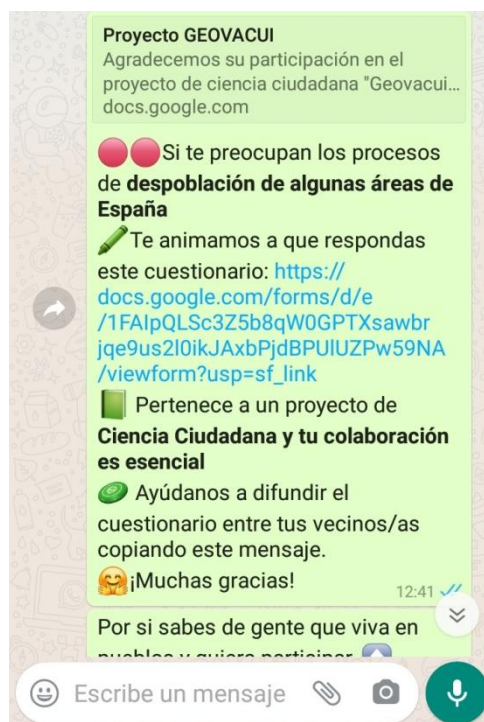 Proyecto GEOVACUI
Agradecemos su participación en el
proyecto de ciencia ciudadana "Geovacui...
docs.google.com
Si te preocupan los procesos
de despoblación de algunas áreas de
España
Te animamos a que respondas
este cuestionario: https://
docs.google.com/forms/d/e
/1FAIpQLSc3Z5b8qW0GPTXsawbr
jqe9us2l0ikJAxbPjdBPUlUZPw59NA
/viewform?usp=sf_link
Pertenece a un proyecto de
Ciencia Ciudadana y tu colaboración
es esencial
Ayúdanos a difundir el
cuestionario entre tus vecinos/as
copiando este mensaje.
¡Muchas gracias!
12:41
Por si sabes de gente que viva en
pueblos y quiera participar
Escribe un mensaje